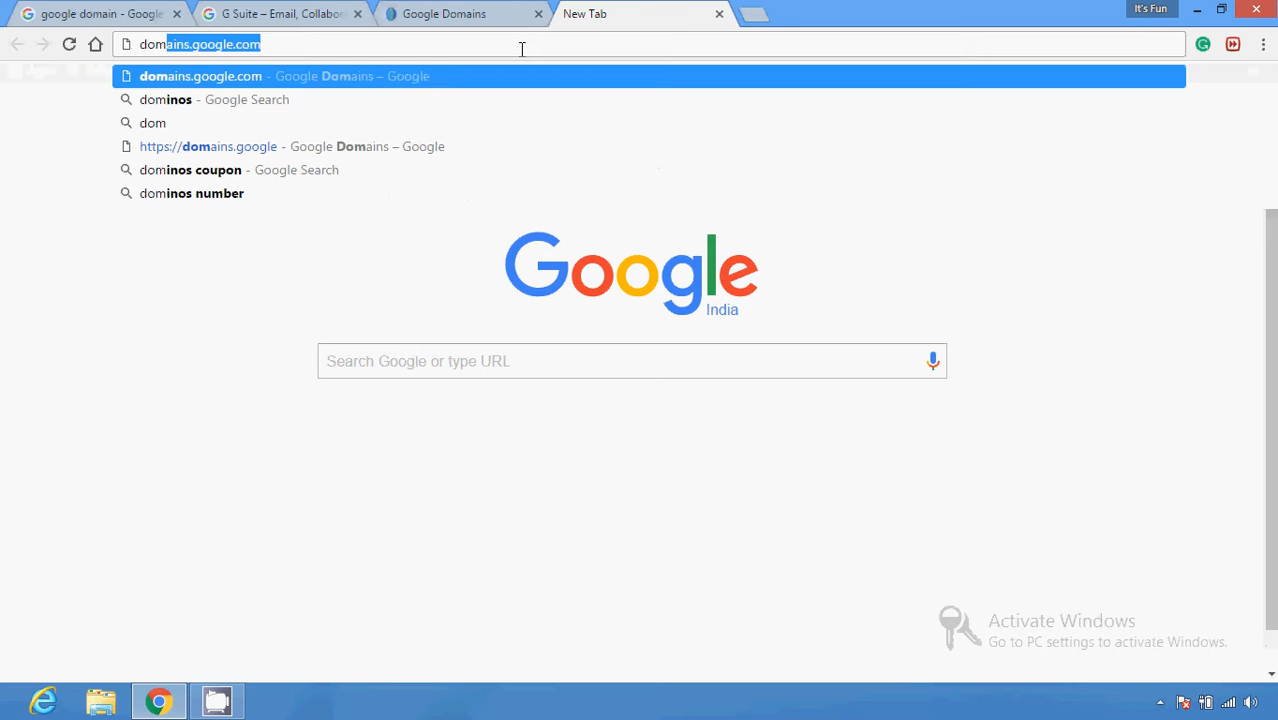 google domain - Google
G Suite – Email, Collabo
Google Domains
New Tab
It's Fun
domains.google.com
domains.google.com - Google Domains – Google
dominos - Google Search
dom
https://domains.google - Google Domains – Google
dominos coupon - Google Search
dominos number
Google
India
Search Google or type URL
Activate Windows
Go to PC settings to activate Windows.